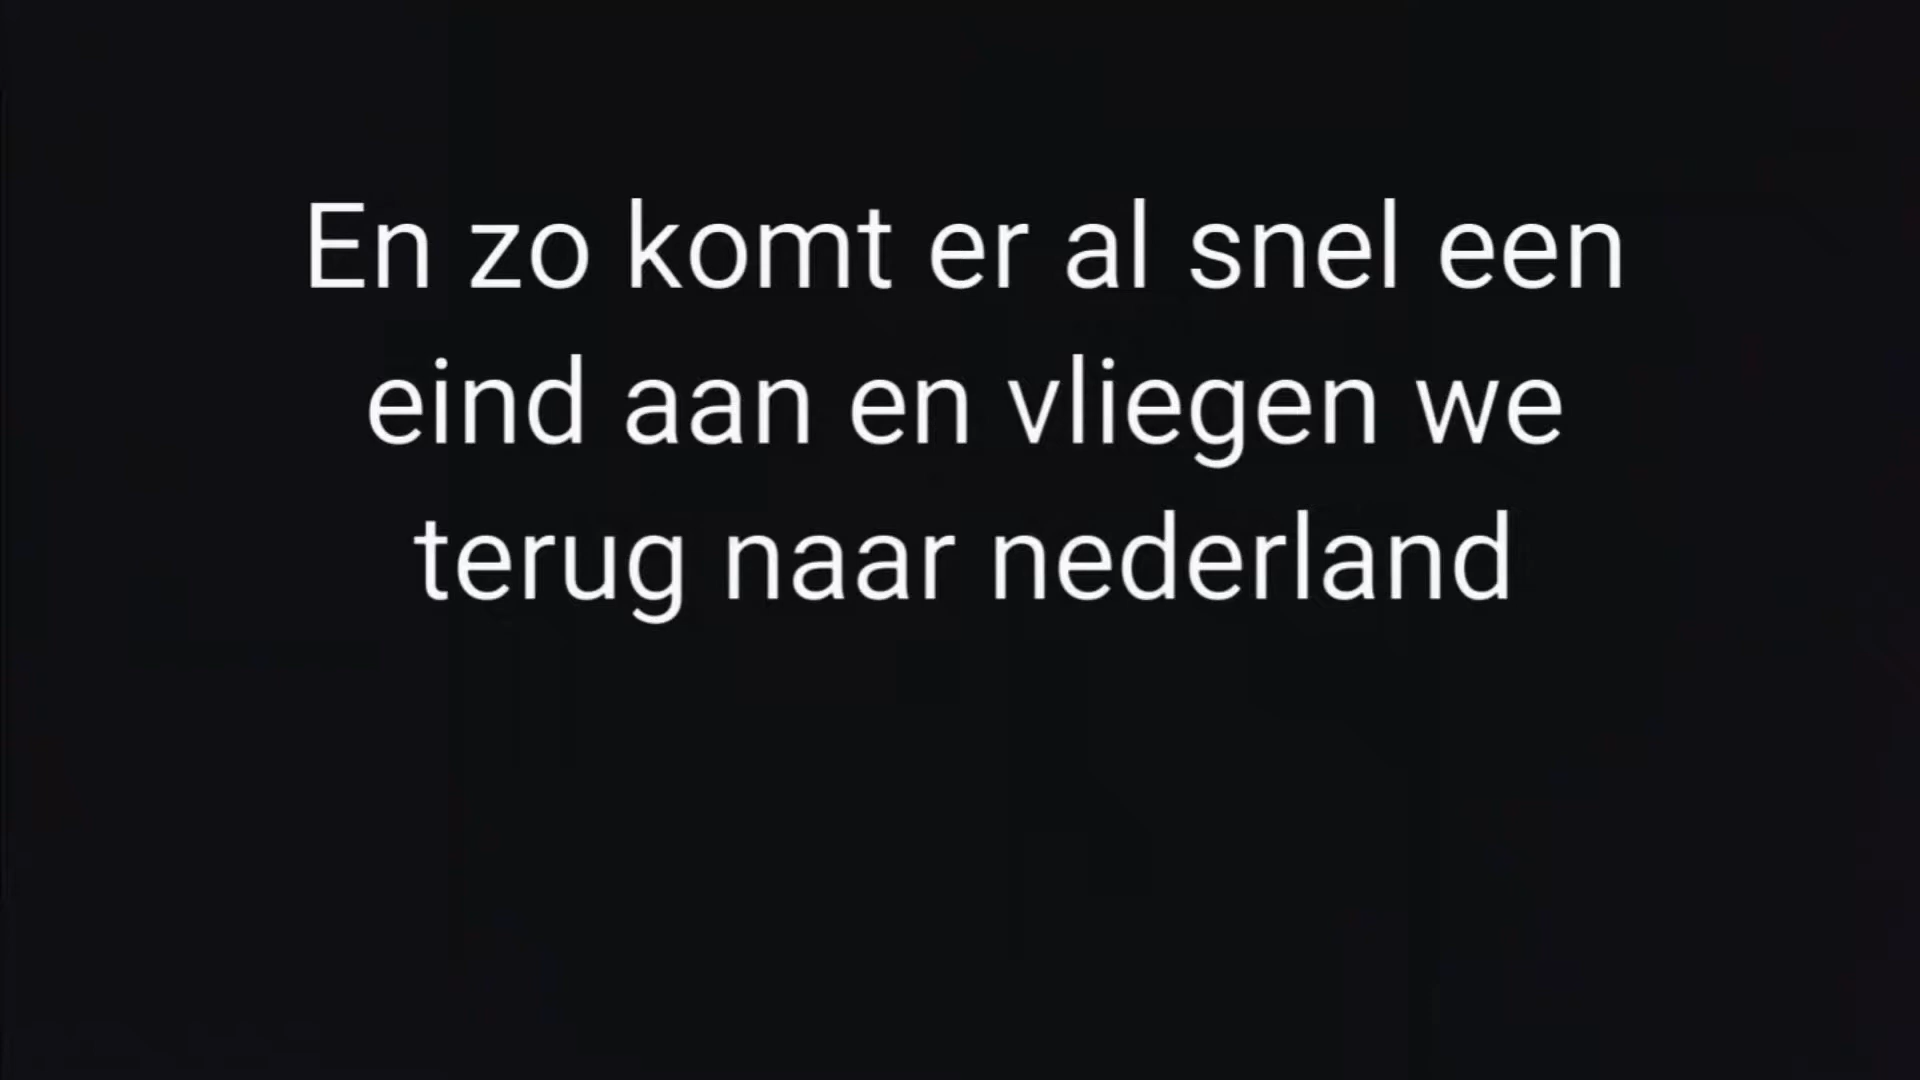 En zo komt er al snel een
eind aan en vliegen we
terug naar nederland